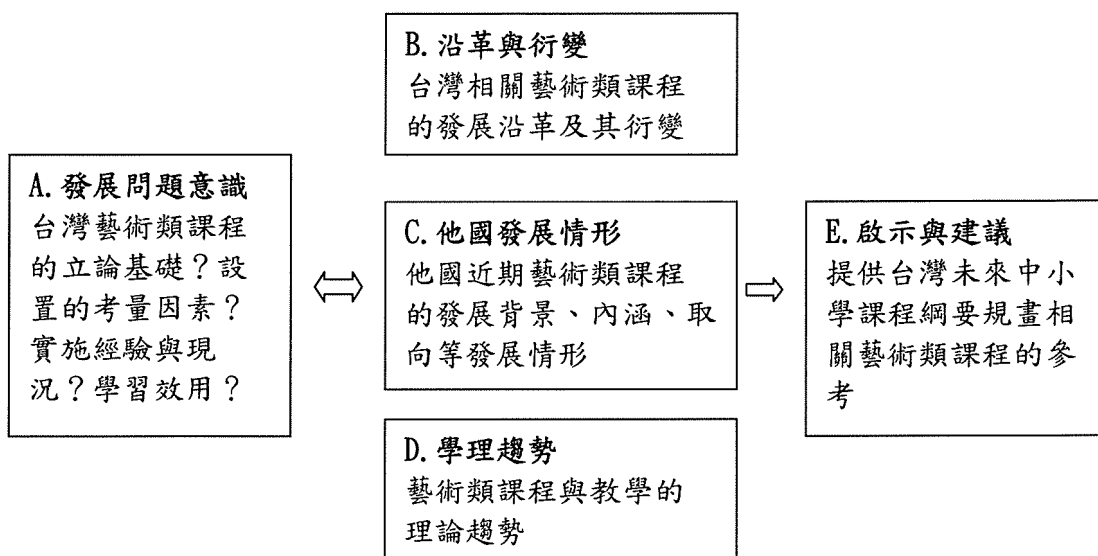 B. 沿革與衍變
台灣相關藝術類課程
的發展沿革及其衍變
A. 發展問題意識
台灣藝術類課程
的立論基礎？設
置的考量因素？
實施經驗與現
況？學習效用？
C. 他國發展情形
他國近期藝術類課程
的發展背景、內涵、取
向等發展情形
E. 啟示與建議
提供台灣未來中小
學課程綱要規畫相
關藝術類課程的參
考
D. 學理趨勢
藝術類課程與教學的
理論趨勢